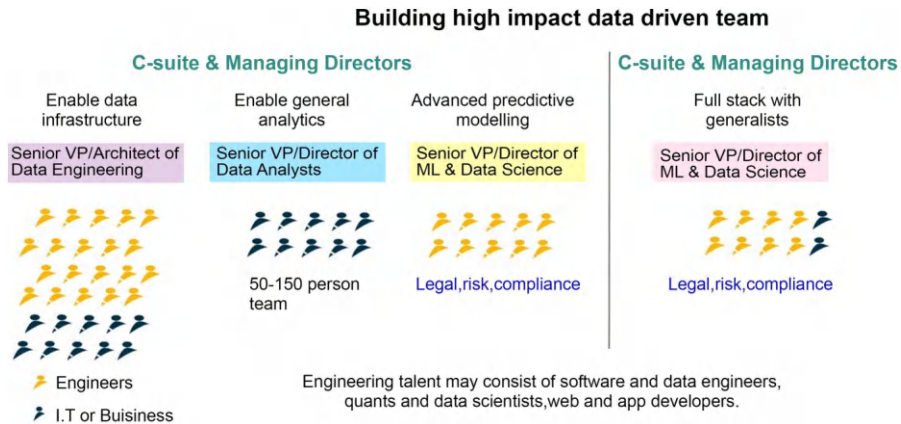 Building high impact data driven team
C-suite & Managing Directors
C-suite & Managing Directors
Enable data
infrastructure
Enable general
analytics
Advanced precdictive
modelling
Full stack with
generalists
Senior VP/Architect of
Data Engineering
Senior VP/Director of
Data Analysts
Senior VP/Director of
ML & Data Science
Senior VP/Director of
ML & Data Science
50-150 person
team
Legal,risk,compliance
Legal,risk,compliance
Engineers
I.T or Buisiness
Engineering talent may consist of software and data engineers,
quants and data scientists,web and app developers.